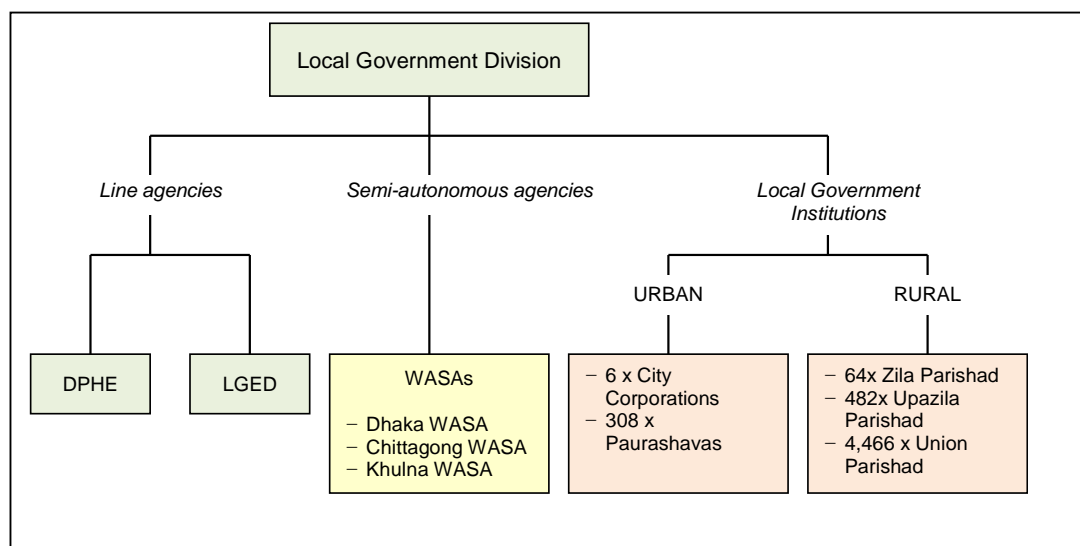 Local Government Division
Line agencies
Semi-autonomous agencies
Local Government
Institutions
URBAN
RURAL
DPHE
LGED
WASAs
– Dhaka WASA
– Chittagong WASA
– Khulna WASA
– 6 x City
Corporations
– 308 x
Paurashavas
– 64x Zila Parishad
– 482x Upazila
Parishad
– 4,466 x Union
Parishad